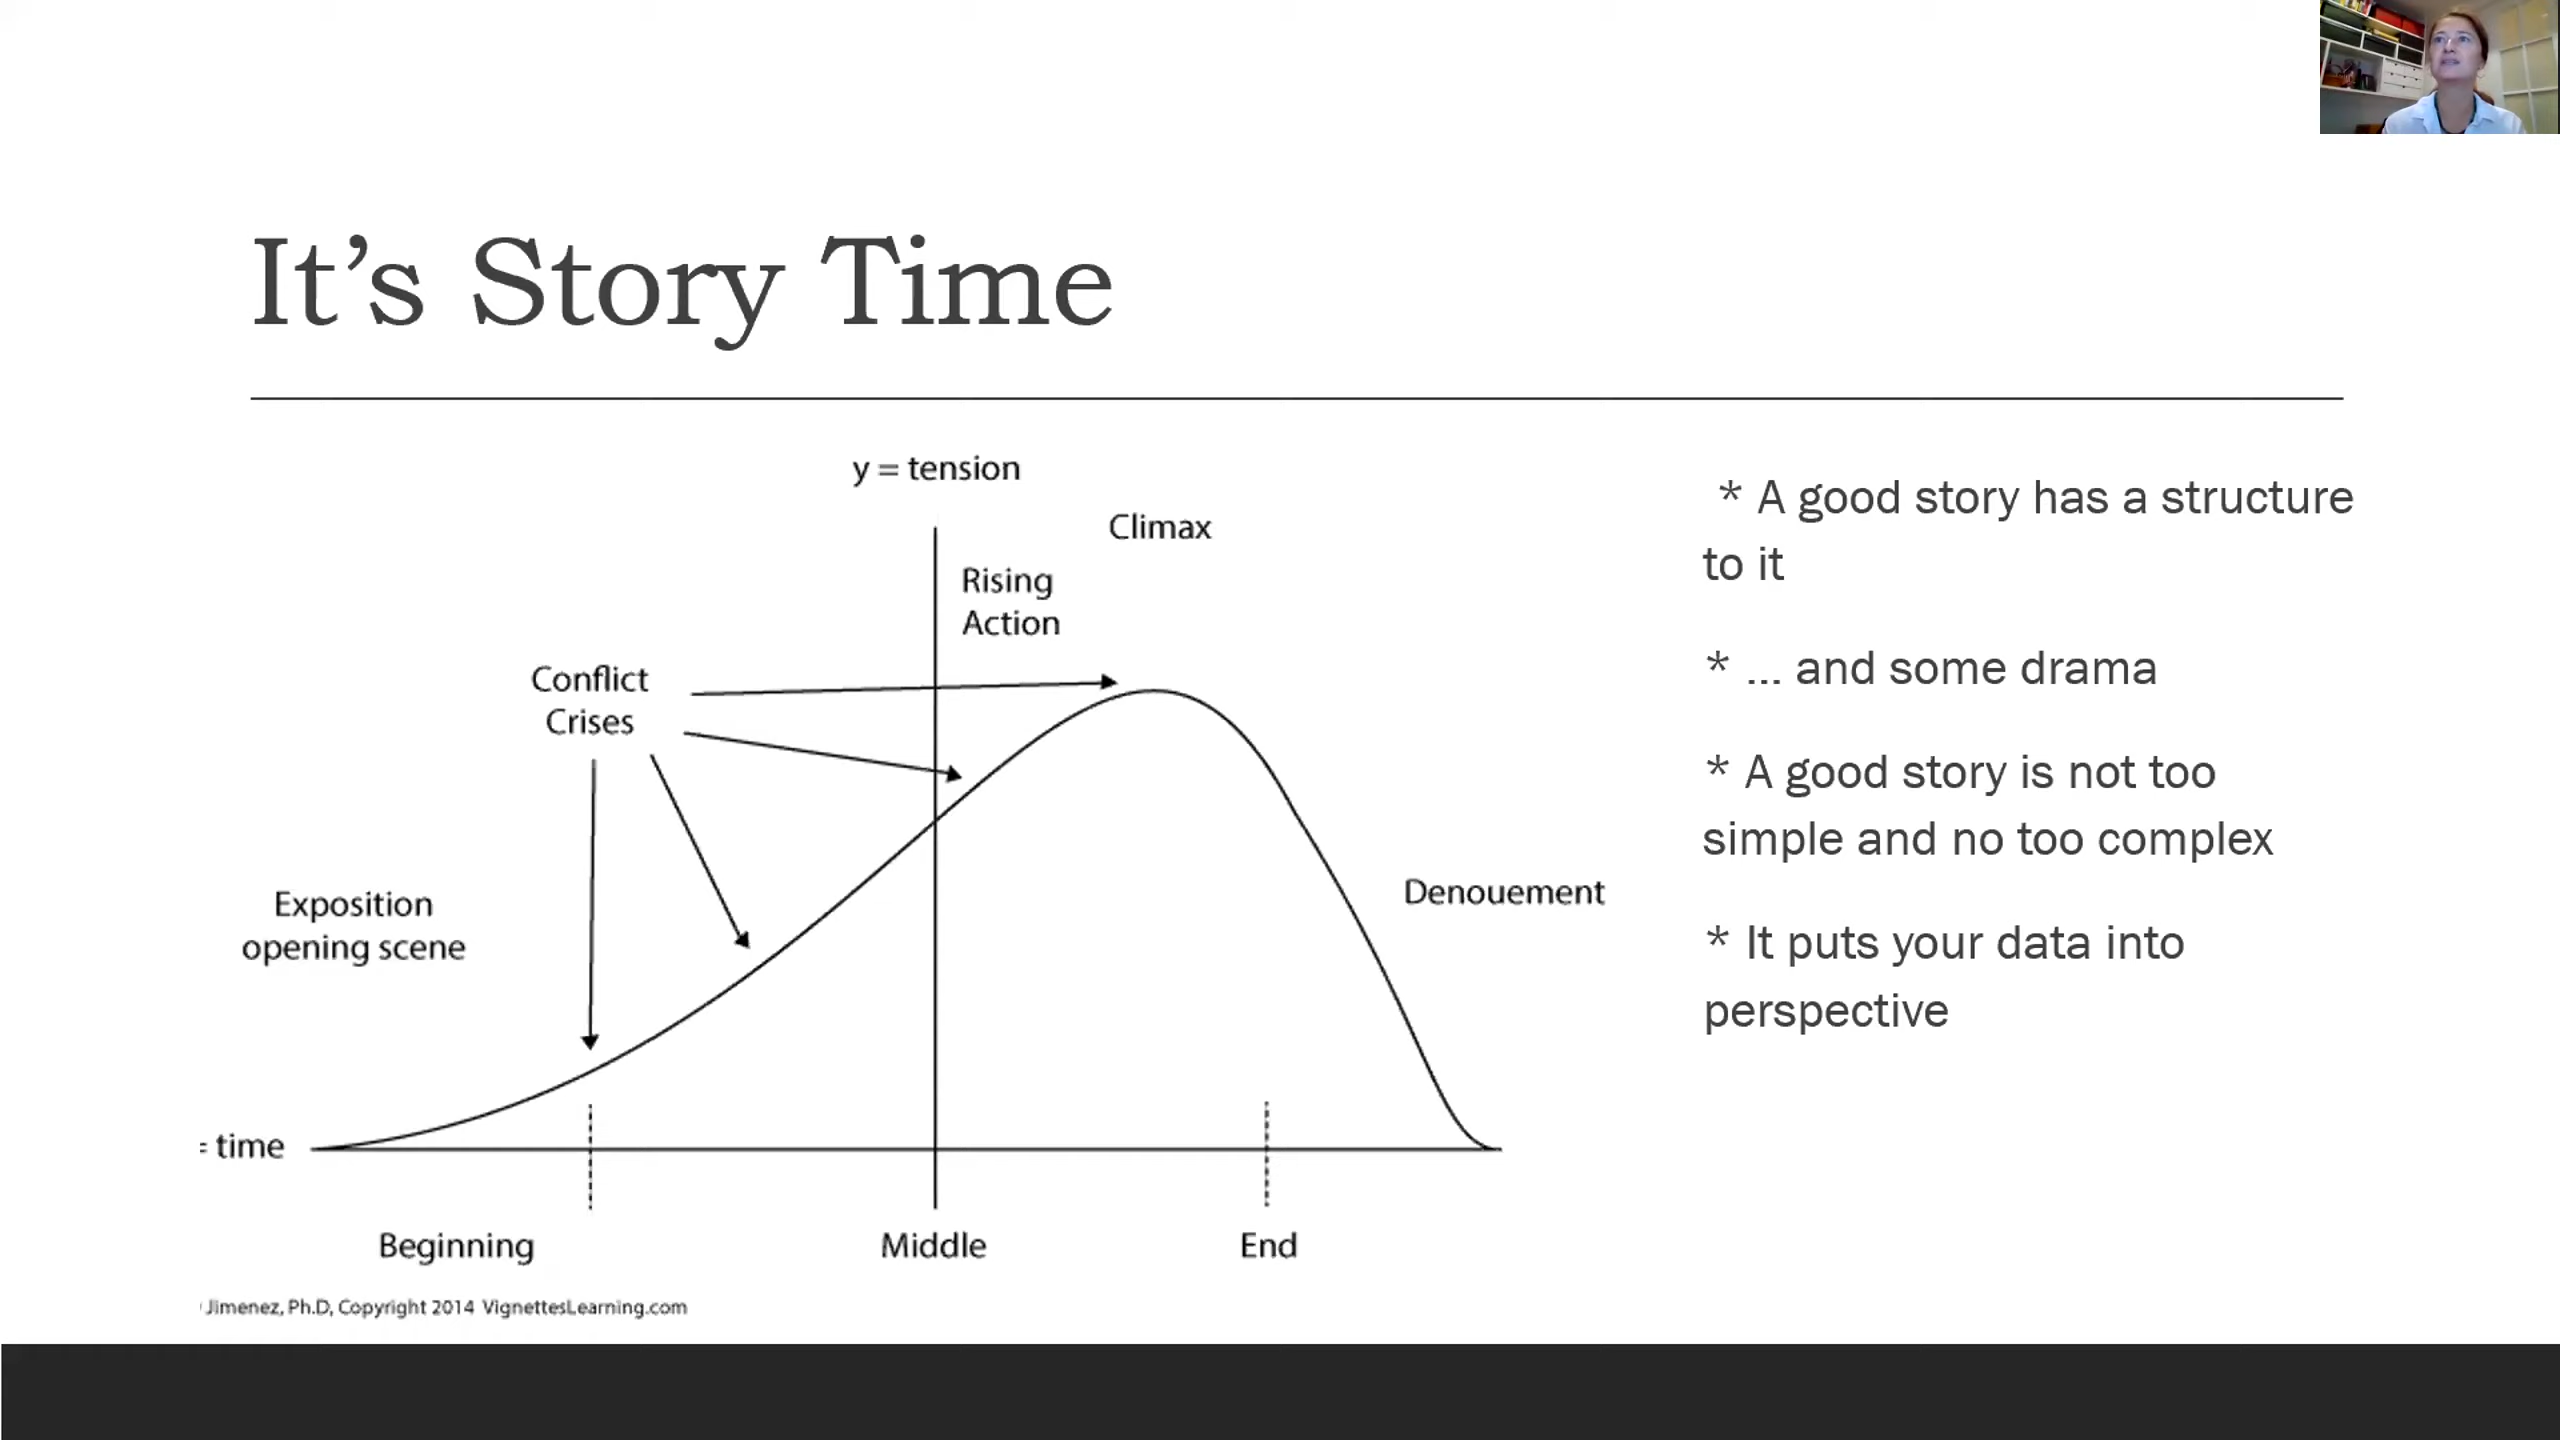 It’s Story Time
y = tension
Climax
Rising
Action
Conflict
Crises
Exposition
opening scene
Denouement
= time
Beginning
Middle
End
Jimenez, Ph.D, Copyright 2014 VignettesLearning.com
* A good story has a structure
to it
* ... and some drama
* A good story is not too
simple and no too complex
* It puts your data into
perspective